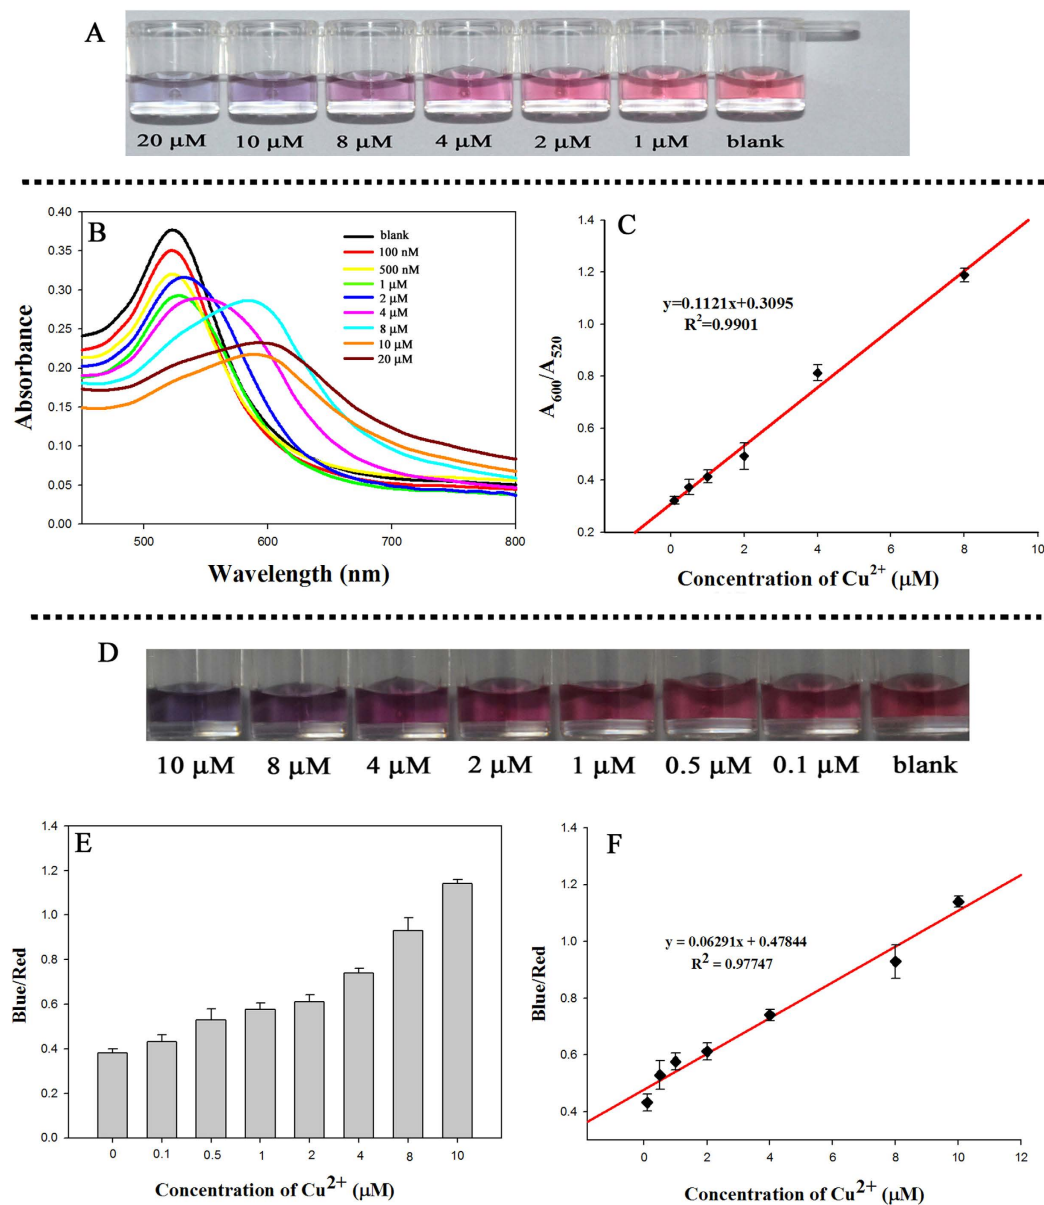 A
20 μM 10 μM 8 μM 4 μM 2 μM 1 μM blank
B
0.40
0.35
0.30
0.25
0.20
0.15
0.10
0.05
0.00
Absorbance
500 600 700 800
Wavelength (nm)
blank
100 nM
500 nM
1 μM
2 μM
4 μM
8 μM
10 μM
20 μM
C
1.4
1.2
1.0
0.8
0.6
0.4
0.2
A₆₀₀/A₅₂₀
y=0.1121x+0.3095
R²=0.9901
0 2 4 6 8 10
Concentration of Cu²⁺ (μM)
D
10 μM 8 μM 4 μM 2 μM 1 μM 0.5 μM 0.1 μM blank
E
1.4
1.2
1.0
0.8
0.6
0.4
0.2
0.0
Blue/Red
0 0.1 0.5 1 2 4 8 10
Concentration of Cu²⁺ (μM)
F
1.4
1.2
1.0
0.8
0.6
0.4
Blue/Red
y = 0.06291x + 0.47844
R² = 0.97747
0 2 4 6 8 10 12
Concentration of Cu²⁺ (μM)